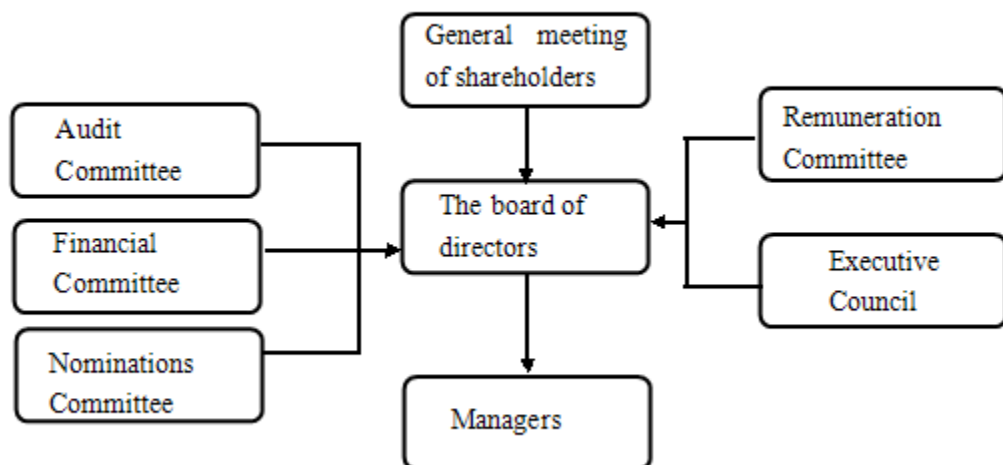 General meeting
of shareholders
Audit
Committee
Remuneration
Committee
The board of
directors
Financial
Committee
Executive
Council
Nominations
Committee
Managers